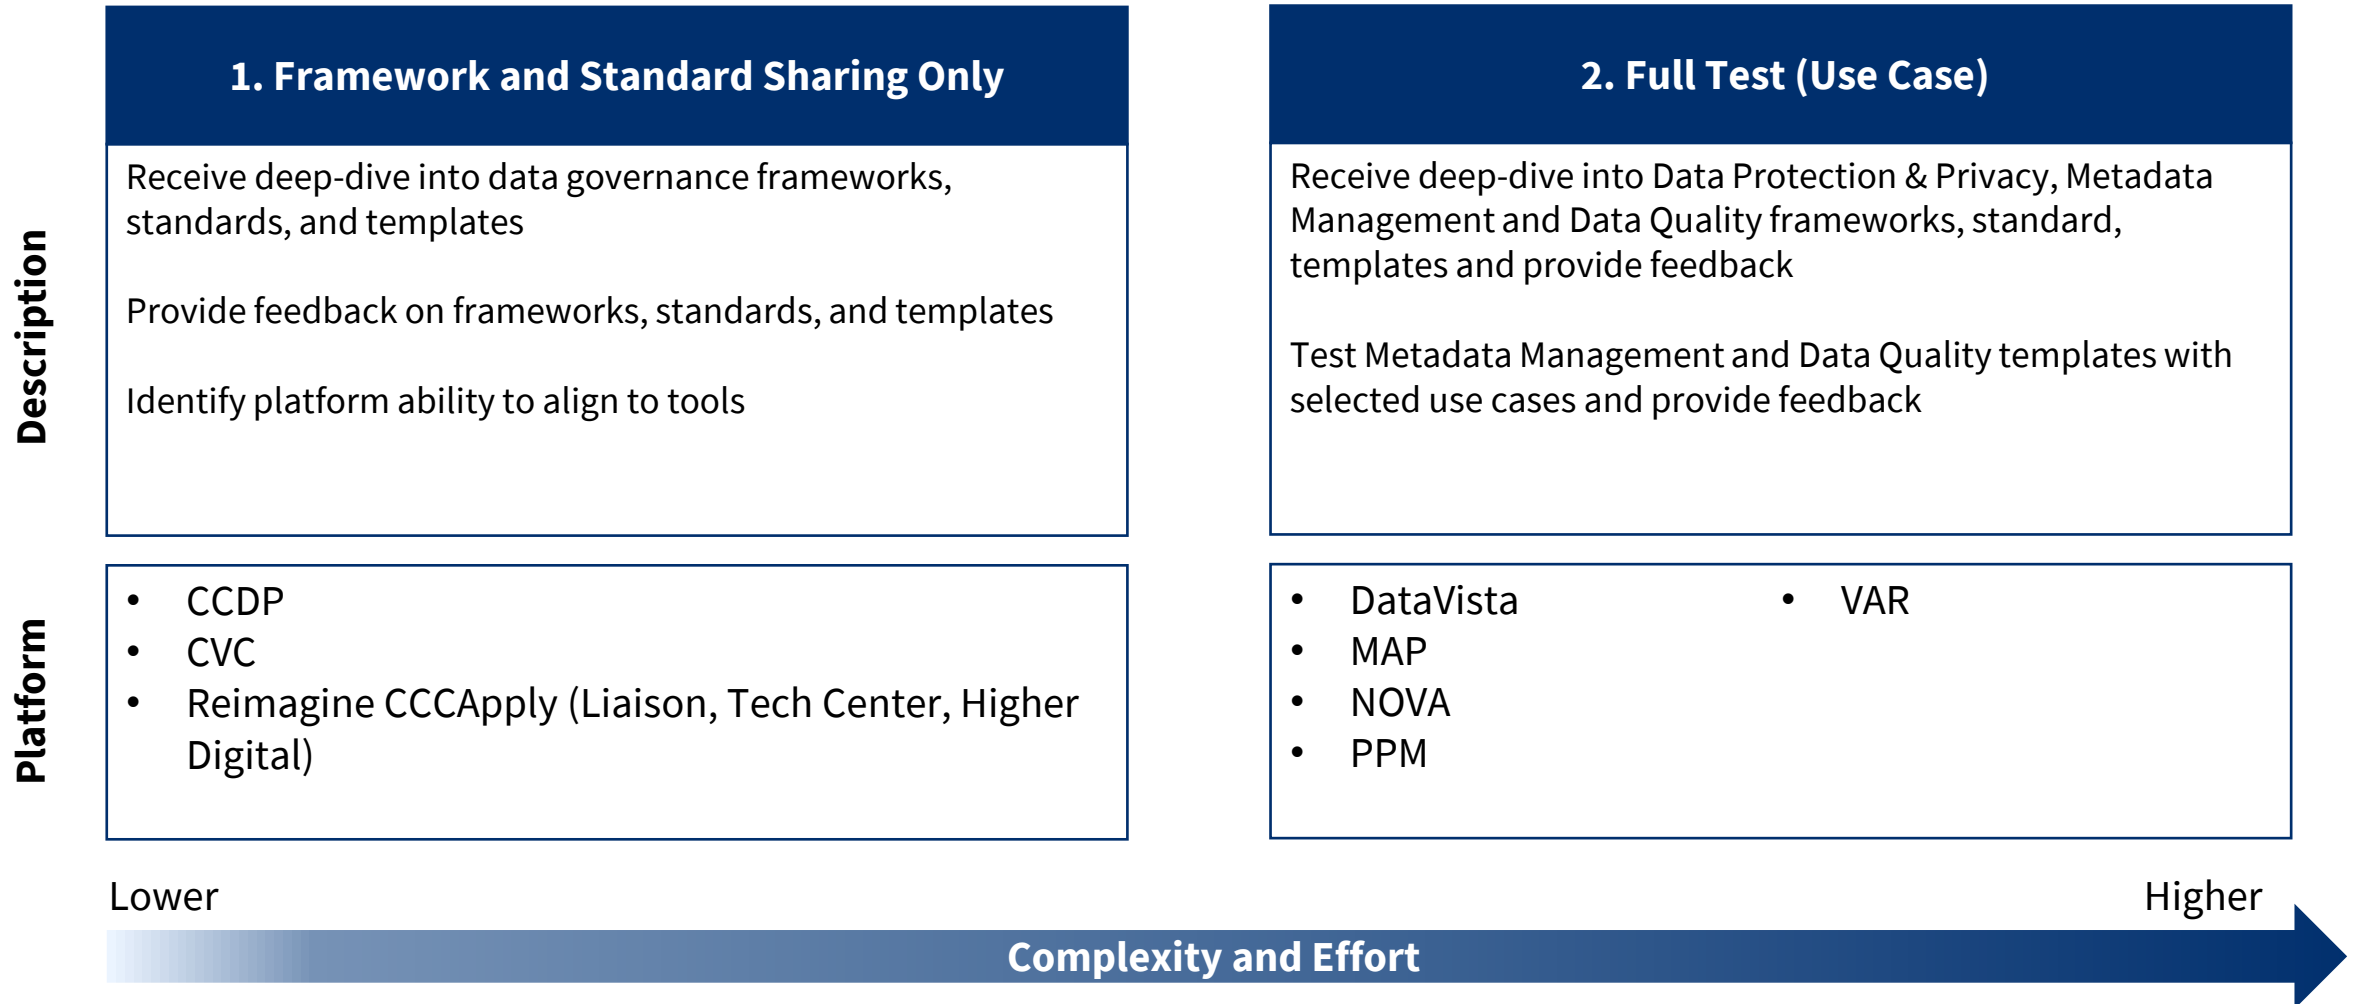 1. Framework and Standard Sharing Only
2. Full Test (Use Case)
Description
Receive deep-dive into data governance frameworks,
standards, and templates
Provide feedback on frameworks, standards, and templates
Identify platform ability to align to tools
Receive deep-dive into Data Protection & Privacy, Metadata
Management and Data Quality frameworks, standard,
templates and provide feedback
Test Metadata Management and Data Quality templates with
selected use cases and provide feedback
Platform
• CCDP
• CVC
• Reimagine CCCApply (Liaison, Tech Center, Higher
Digital)
• DataVista
• MAP
• NOVA
• PPM
• VAR
Lower
Higher
Complexity and Effort